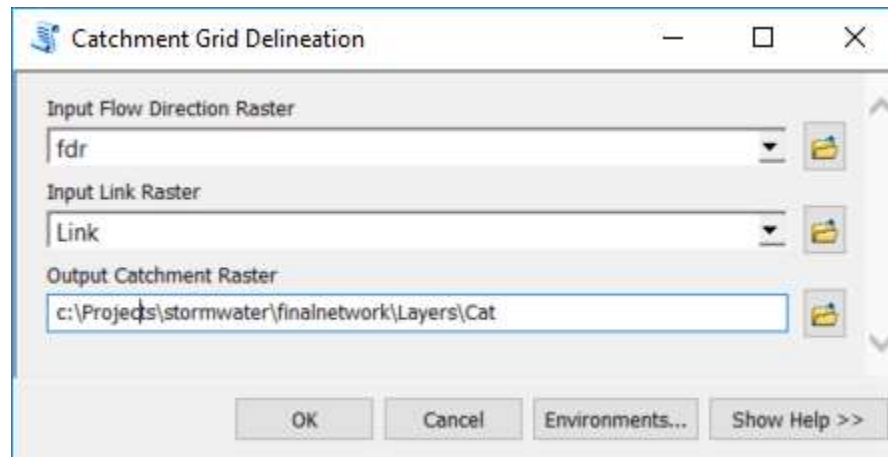 Catchment Grid Delineation
Input Flow Direction Raster
fdr
Input Link Raster
Link
Output Catchment Raster
c:\Projects\stormwater\finalnetwork\Layers\Cat
OK Cancel Environments... Show Help >>